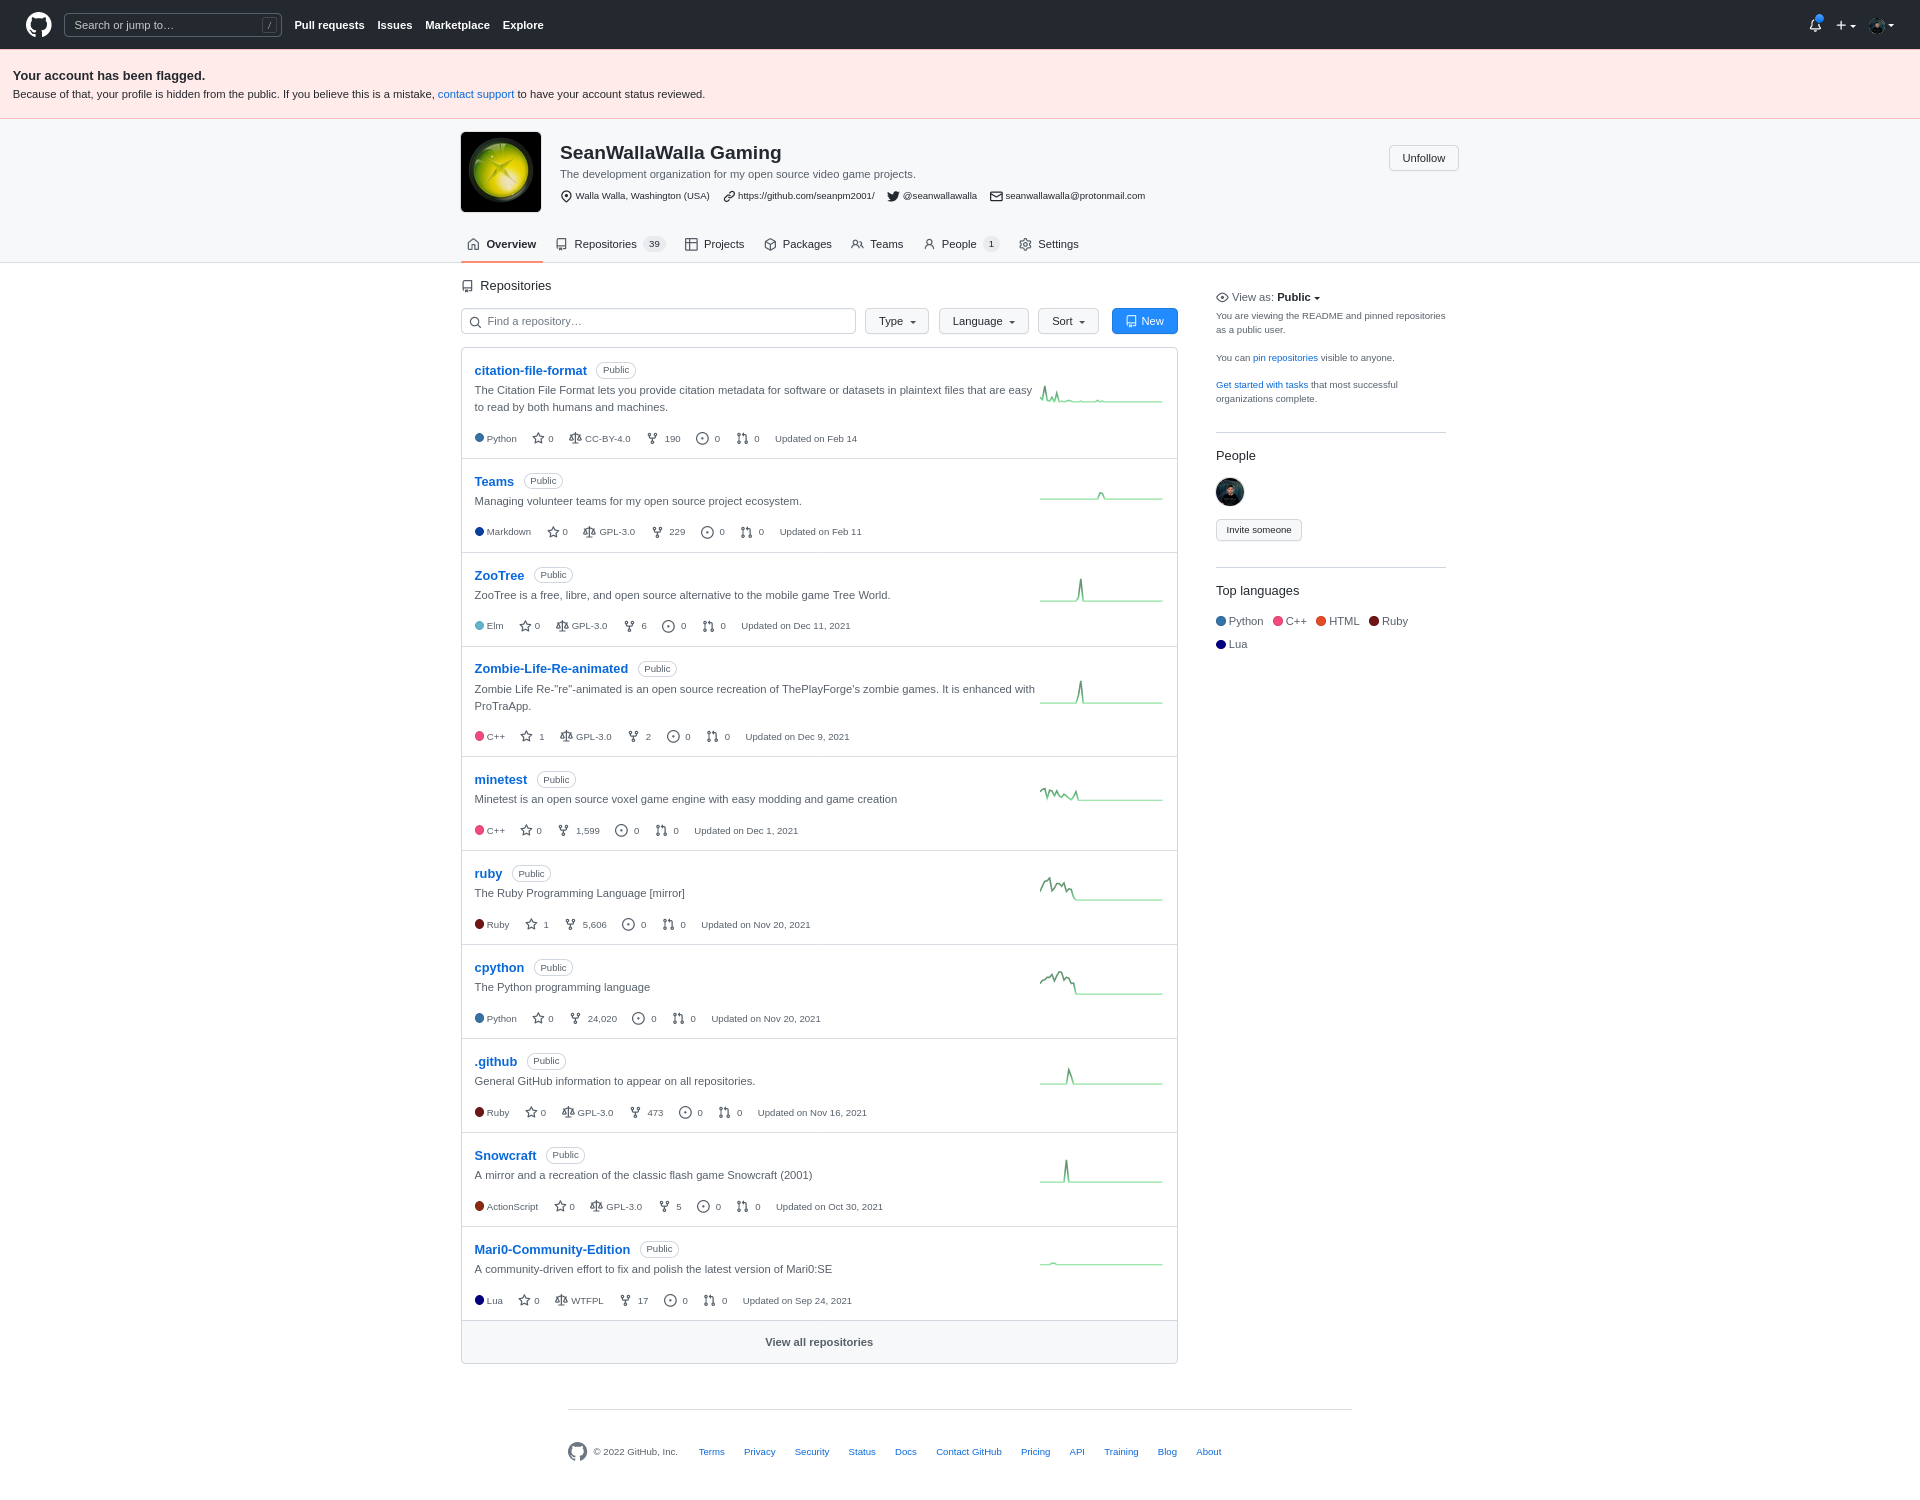 Search or jump to… /
Pull requests Issues Marketplace Explore
Your account has been flagged.
Because of that, your profile is hidden from the public. If you believe this is a mistake, contact support to have your account status reviewed.
SeanWallaWalla Gaming
The development organization for my open source video game projects.
Walla Walla, Washington (USA) https://github.com/seanpm2001/ @seanwallawalla seanwallawalla@protonmail.com
Unfollow
Overview Repositories 39 Projects Packages Teams People 1 Settings
Repositories
Find a repository… Type Language Sort New
citation-file-format Public
The Citation File Format lets you provide citation metadata for software or datasets in plaintext files that are easy
to read by both humans and machines.
Python 0 CC-BY-4.0 190 0 0 Updated on Feb 14
Teams Public
Managing volunteer teams for my open source project ecosystem.
Markdown 0 GPL-3.0 229 0 0 Updated on Feb 11
ZooTree Public
ZooTree is a free, libre, and open source alternative to the mobile game Tree World.
Elm 0 GPL-3.0 6 0 0 Updated on Dec 11, 2021
Zombie-Life-Re-animated Public
Zombie Life Re-"re"-animated is an open source recreation of ThePlayForge's zombie games. It is enhanced with
ProTraApp.
C++ 1 GPL-3.0 2 0 0 Updated on Dec 9, 2021
minetest Public
Minetest is an open source voxel game engine with easy modding and game creation
C++ 0 1,599 0 0 Updated on Dec 1, 2021
ruby Public
The Ruby Programming Language [mirror]
Ruby 1 5,606 0 0 Updated on Nov 20, 2021
cpython Public
The Python programming language
Python 0 24,020 0 0 Updated on Nov 20, 2021
.github Public
General GitHub information to appear on all repositories.
Ruby 0 GPL-3.0 473 0 0 Updated on Nov 16, 2021
Snowcraft Public
A mirror and a recreation of the classic flash game Snowcraft (2001)
ActionScript 0 GPL-3.0 5 0 0 Updated on Oct 30, 2021
Mari0-Community-Edition Public
A community-driven effort to fix and polish the latest version of Mari0:SE
Lua 0 WTFPL 17 0 0 Updated on Sep 24, 2021
View all repositories
View as: Public
You are viewing the README and pinned repositories
as a public user.
You can pin repositories visible to anyone.
Get started with tasks that most successful
organizations complete.
People
Invite someone
Top languages
Python C++ HTML Ruby
Lua
© 2022 GitHub, Inc. Terms Privacy Security Status Docs Contact GitHub Pricing API Training Blog About